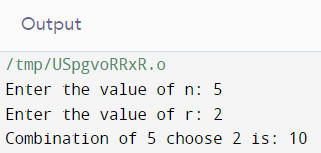 Output
/tmp/USpgvoRRxR.o
Enter the value of n: 5
Enter the value of r: 2
Combination of 5 choose 2 is: 10